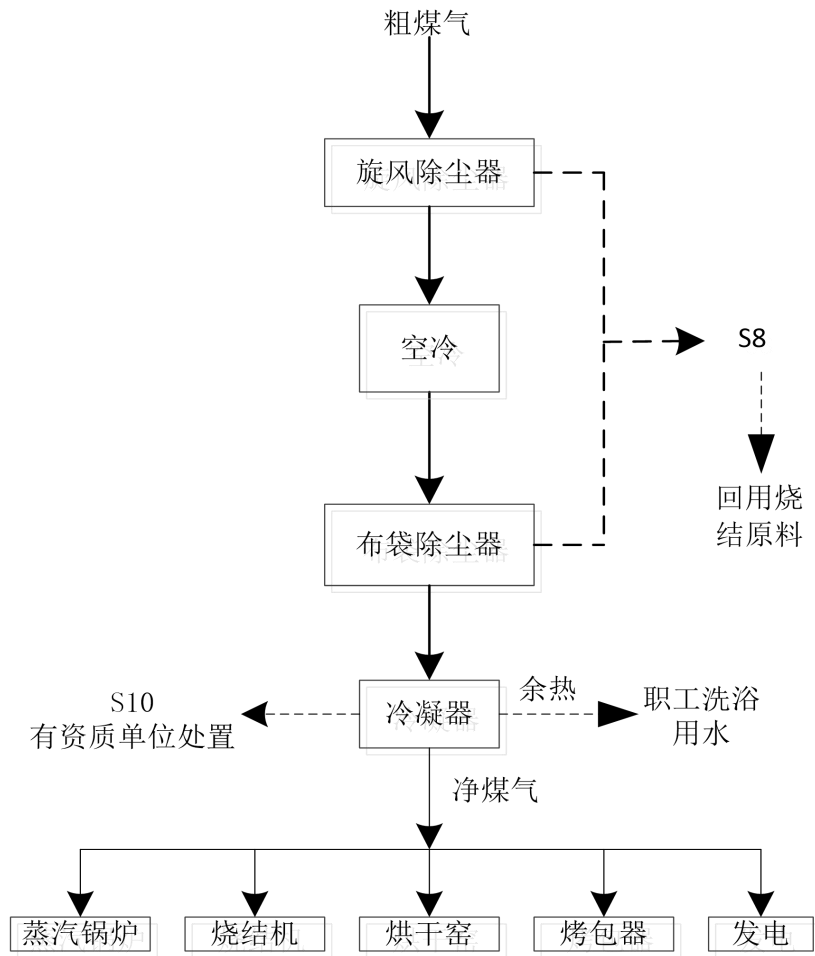 粗煤气
旋风除尘器
空冷
S8
回用烧
结原料
布袋除尘器
冷凝器
余热
职工洗浴
用水
S10
有资质单位处置
净煤气
蒸汽锅炉
烧结机
烘干窑
烤包器
发电